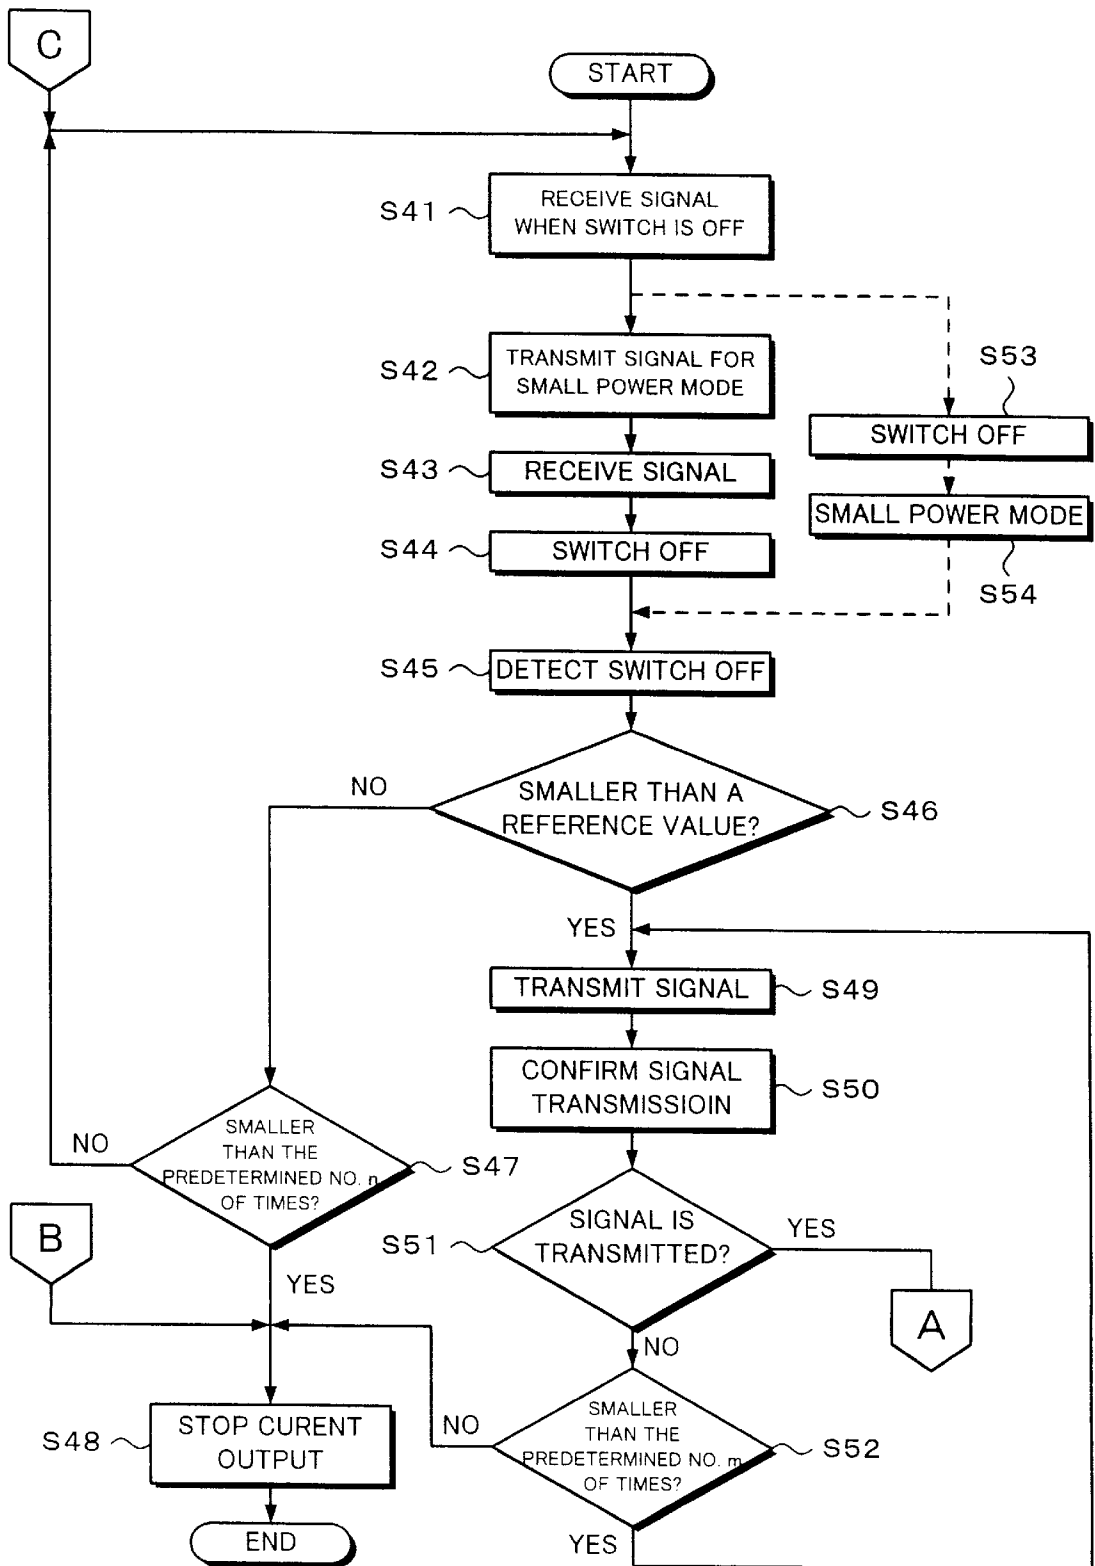 C
START
S41
RECEIVE SIGNAL
WHEN SWITCH IS OFF
S42
TRANSMIT SIGNAL FOR
SMALL POWER MODE
S53
SWITCH OFF
S43
RECEIVE SIGNAL
SMALL POWER MODE
S44
SWITCH OFF
S54
S45
DETECT SWITCH OFF
NO
SMALLER THAN A
REFERENCE VALUE?
S46
YES
TRANSMIT SIGNAL
S49
CONFIRM SIGNAL
TRANSMISSIOIN
S50
NO
SMALLER
THAN THE
PREDETERMINED NO. n
OF TIMES?
S47
B
S51
SIGNAL IS
TRANSMITTED?
YES
YES
A
NO
S48
STOP CURENT
OUTPUT
NO
SMALLER
THAN THE
PREDETERMINED NO. m
OF TIMES?
S52
END
YES